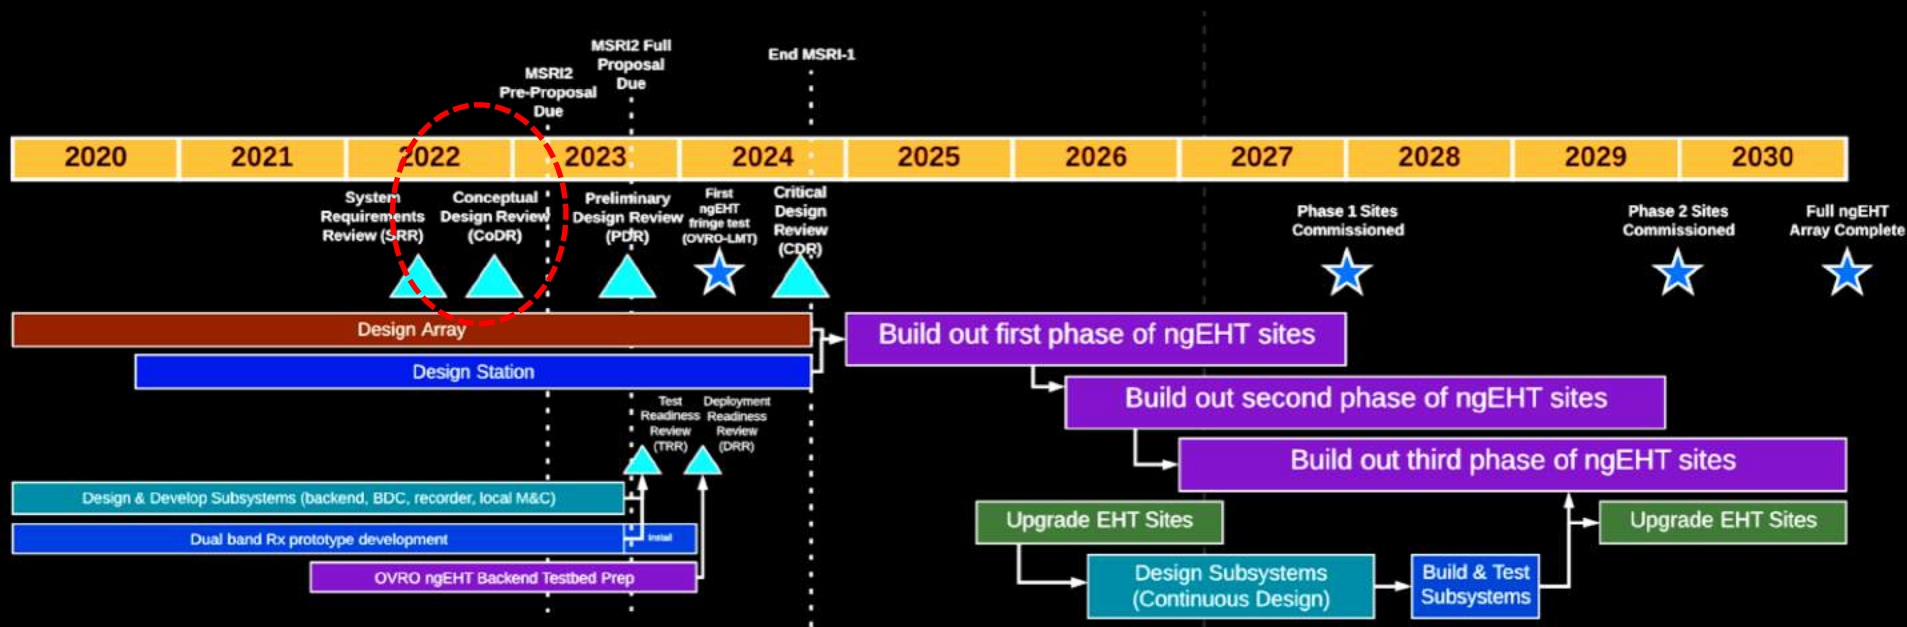 MSRI2
Pre-Proposal
Due
MSRI2 Full
Proposal
Due
End MSRI-1
2020
2021
2022
2023
2024
2025
2026
2027
2028
2029
2030
System
Requirements
Review (SRR)
Conceptual
Design Review
(CoDR)
Preliminary
Design Review
(PDR)
First
ngEHT
fringe test
(OVRO-LMT)
Critical
Design
Review
(CDR)
Phase 1 Sites
Commissioned
Phase 2 Sites
Commissioned
Full ngEHT
Array Complete
Design Array
Build out first phase of ngEHT sites
Design Station
Build out second phase of ngEHT sites
Test
Readiness
Review
(TRR)
Deployment
Readiness
Review
(DRR)
Build out third phase of ngEHT sites
Design & Develop Subsystems (backend, BDC, recorder, local M&C)
Upgrade EHT Sites
Upgrade EHT Sites
Dual band Rx prototype development
Install
OVRO ngEHT Backend Testbed Prep
Design Subsystems
(Continuous Design)
Build & Test
Subsystems